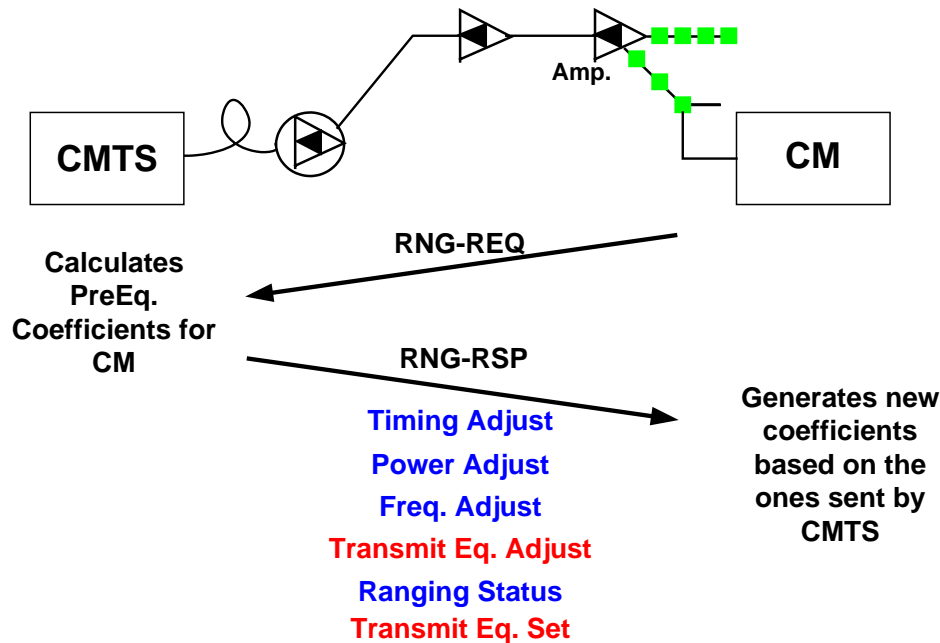 Amp.
CMTS
CM
RNG-REQ
Calculates
PreEq.
Coefficients for
CM
RNG-RSP
Timing Adjust
Power Adjust
Freq. Adjust
Transmit Eq. Adjust
Ranging Status
Transmit Eq. Set
Generates new
coefficients
based on the
ones sent by
CMTS